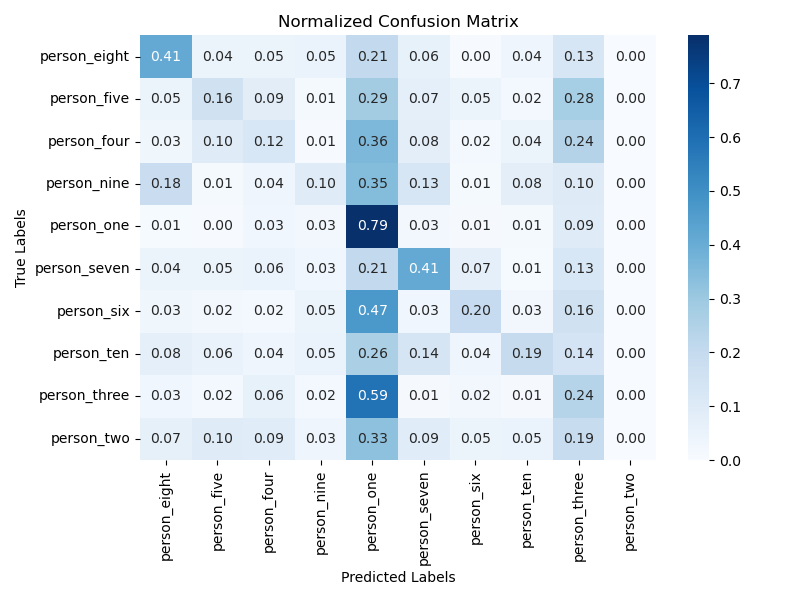 Normalized Confusion Matrix
True Labels
person_eight 0.41 0.04 0.05 0.05 0.21 0.06 0.00 0.04 0.13 0.00
person_five 0.05 0.16 0.09 0.01 0.29 0.07 0.05 0.02 0.28 0.00
person_four 0.03 0.10 0.12 0.01 0.36 0.08 0.02 0.04 0.24 0.00
person_nine 0.18 0.01 0.04 0.10 0.35 0.13 0.01 0.08 0.10 0.00
person_one 0.01 0.00 0.03 0.03 0.79 0.03 0.01 0.01 0.09 0.00
person_seven 0.04 0.05 0.06 0.03 0.21 0.41 0.07 0.01 0.13 0.00
person_six 0.03 0.02 0.02 0.05 0.47 0.03 0.20 0.03 0.16 0.00
person_ten 0.08 0.06 0.04 0.05 0.26 0.14 0.04 0.19 0.14 0.00
person_three 0.03 0.02 0.06 0.02 0.59 0.01 0.02 0.01 0.24 0.00
person_two 0.07 0.10 0.09 0.03 0.33 0.09 0.05 0.05 0.19 0.00
person_eight person_five person_four person_nine person_one person_seven person_six person_ten person_three person_two
Predicted Labels
0.7
0.6
0.5
0.4
0.3
0.2
0.1
0.0